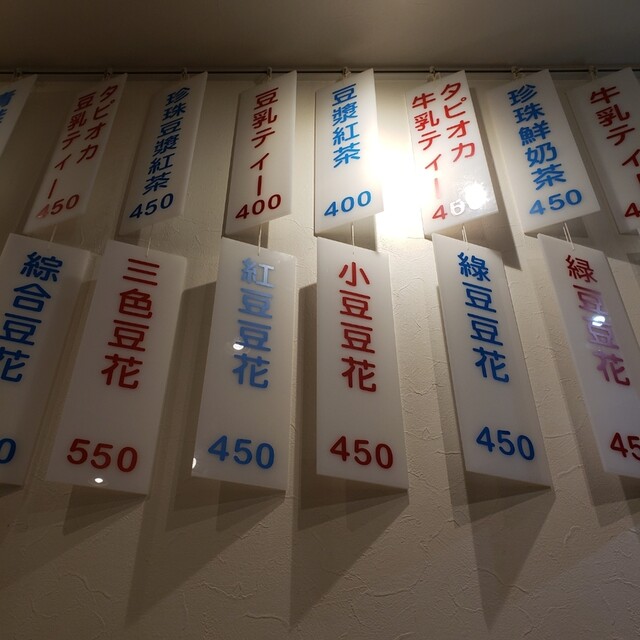 タピオカ
豆乳ティー
450
珍珠豆漿紅茶
450
豆乳ティー
400
豆漿紅茶
400
タピオカ
牛乳ティー
450
珍珠鮮奶茶
450
牛乳ティ
綜合豆花
三色豆花
550
紅豆豆花
450
小豆豆花
450
綠豆豆花
450
緑豆豆花
45